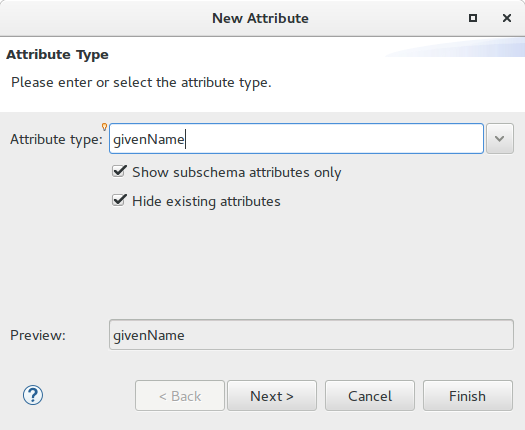 New Attribute
Attribute Type
Please enter or select the attribute type.
Attribute type: givenName
Show subschema attributes only
Hide existing attributes
Preview: givenName
? < Back Next > Cancel Finish